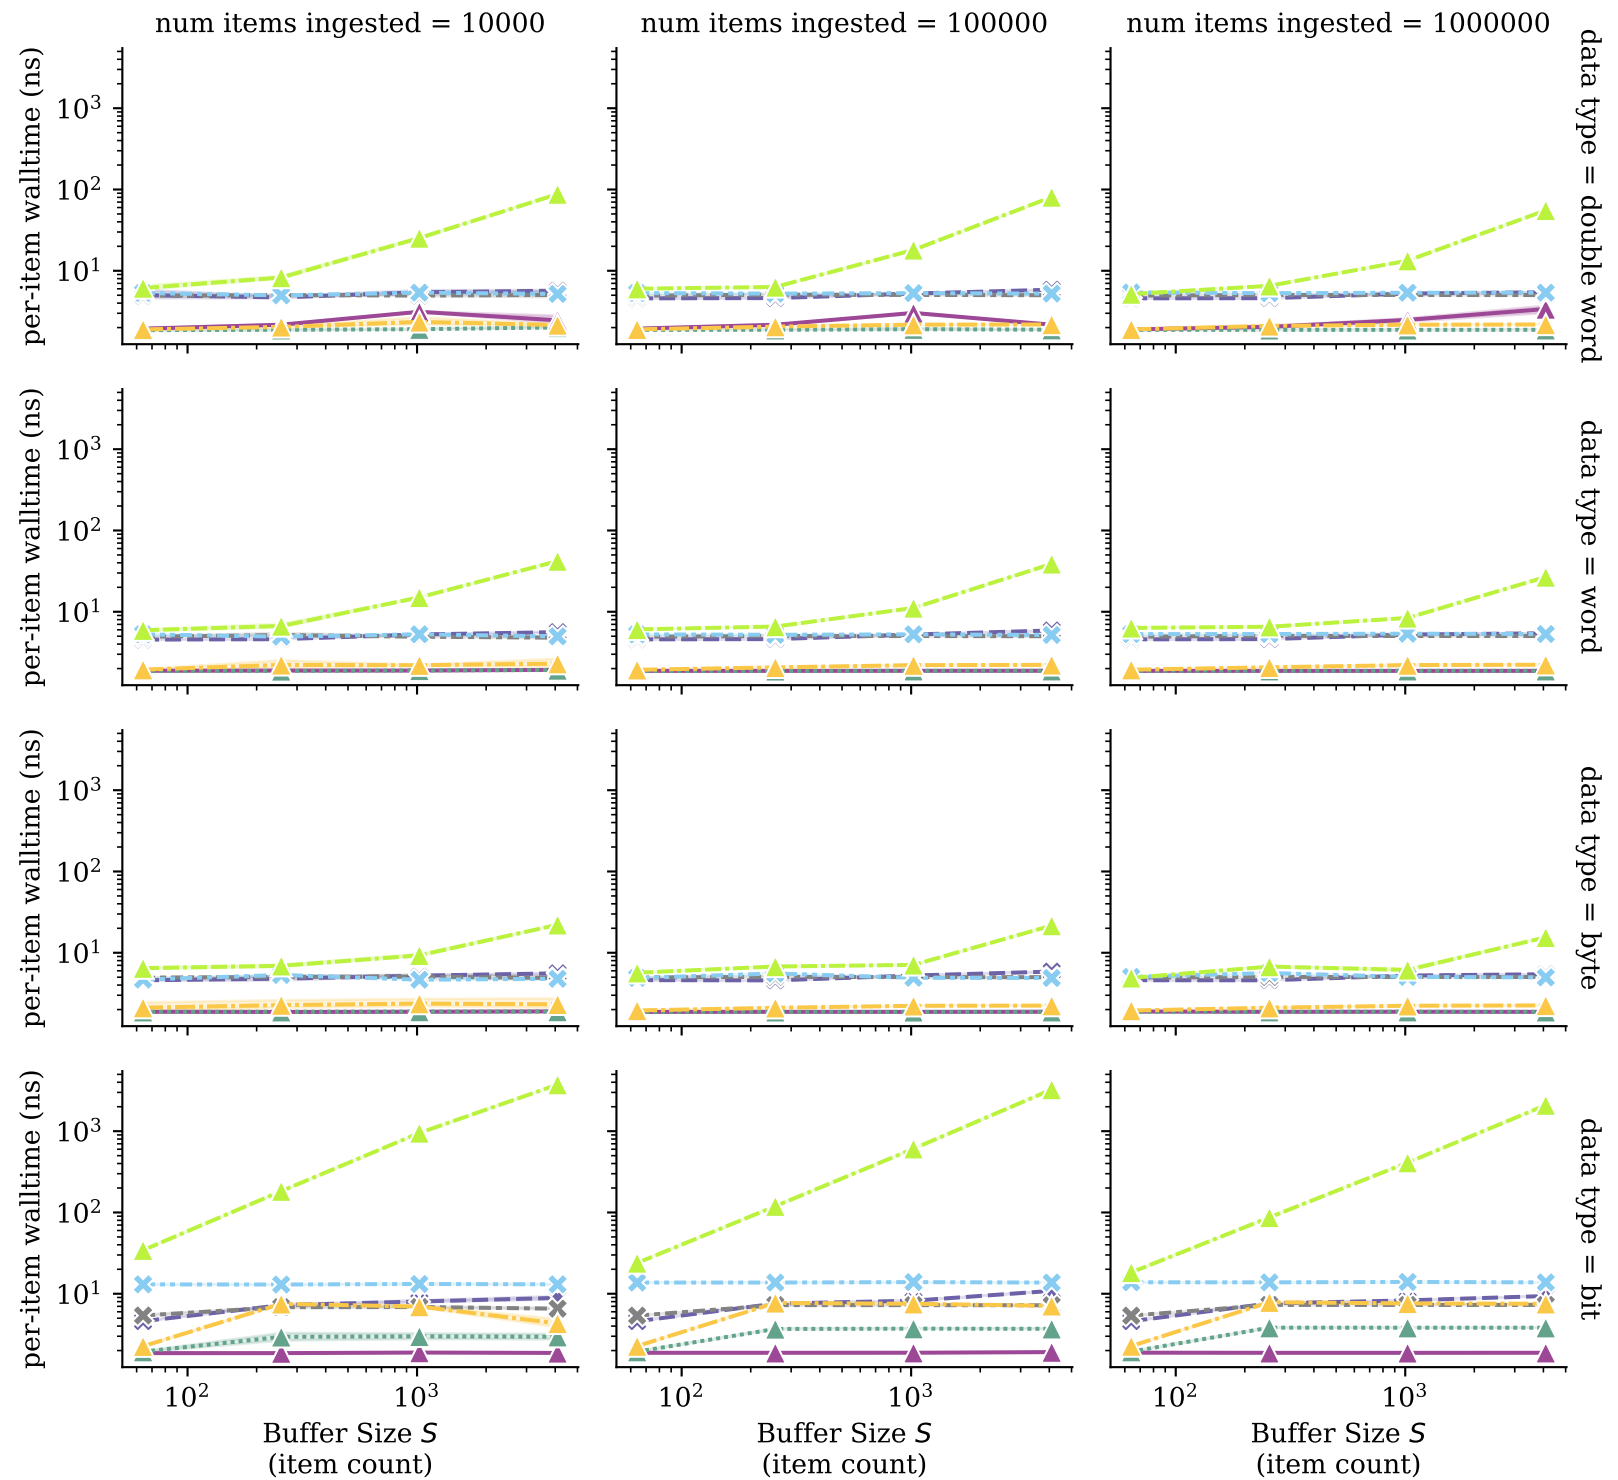 num items ingested = 10000
num items ingested = 100000
num items ingested = 1000000
per-item walltime (ns)
10³
10²
10¹
data type = double word
per-item walltime (ns)
10³
10²
10¹
data type = word
per-item walltime (ns)
10³
10²
10¹
data type = byte
per-item walltime (ns)
10³
10²
10¹
data type = bit
10² 10³
10² 10³
10² 10³
Buffer Size S
(item count)
Buffer Size S
(item count)
Buffer Size S
(item count)